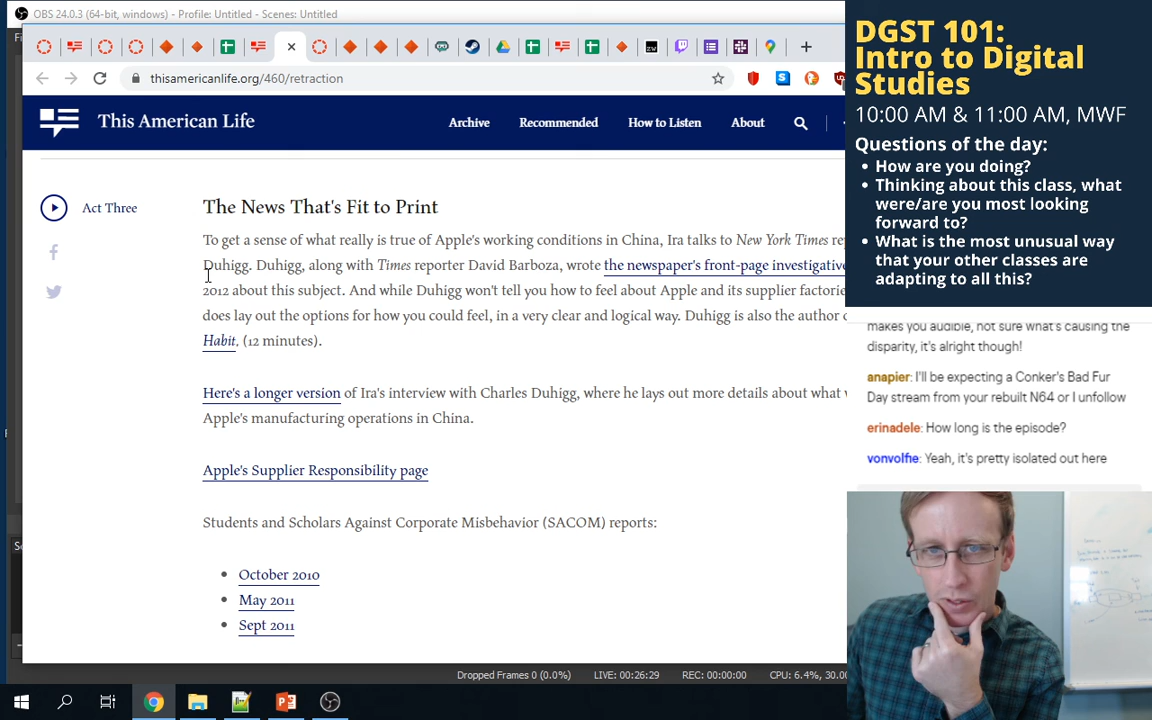 OBS 24.0.3 (64-bit, windows) - Profile: Untitled - Scenes: Untitled
thisamericanlife.org/460/retraction
This American Life
Archive
Recommended
How to Listen
About
Act Three
The News That's Fit to Print
To get a sense of what really is true of Apple's working conditions in China, Ira talks to New York Times
Duhigg. Duhigg, along with Times reporter David Barboza, wrote the newspaper's front-page investigative
2012 about this subject. And while Duhigg won't tell you how to feel about Apple and its supplier factories
does lay out the options for how you could feel, in a very clear and logical way. Duhigg is also the author
Habit. (12 minutes).
Here's a longer version of Ira's interview with Charles Duhigg, where he lays out more details about what
Apple's manufacturing operations in China.
Apple's Supplier Responsibility page
Students and Scholars Against Corporate Misbehavior (SACOM) reports:
October 2010
May 2011
Sept 2011
Dropped Frames 0 (0.0%)
LIVE: 00:26:29
REC: 00:00:00
CPU: 6.4%, 30.00
DGST 101:
Intro to Digital
Studies
10:00 AM & 11:00 AM, MWF
Questions of the day:
• How are you doing?
• Thinking about this class, what
were/are you most looking
forward to?
• What is the most unusual way
that your other classes are
adapting to all this?
makes you audible, not sure what's causing the
disparity, it's alright though!
anapier: I'll be expecting a Conker's Bad Fur
Day stream from your rebuilt N64 or I unfollow
erinadele: How long is the episode?
vonvolfie: Yeah, it's pretty isolated out here